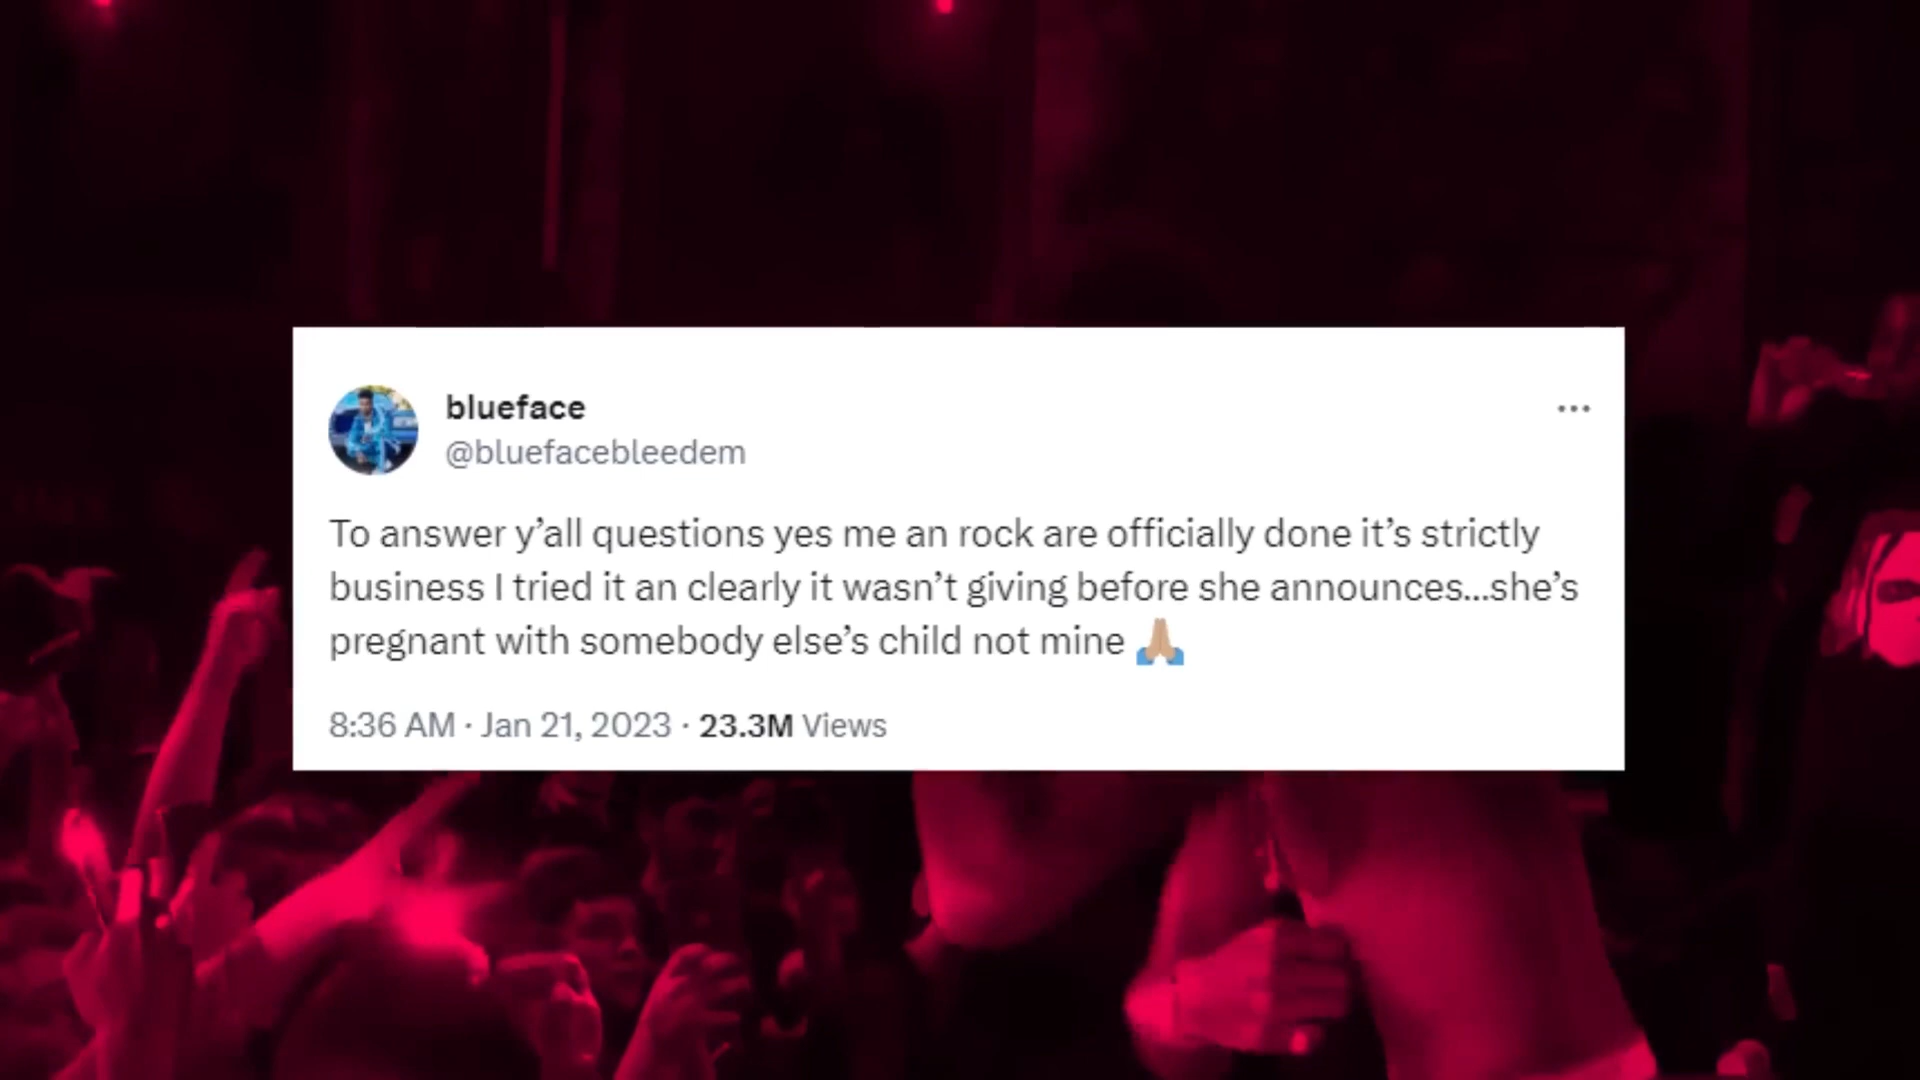 blueface
@bluefacebleedem
To answer y’all questions yes me an rock are officially done it’s strictly
business I tried it an clearly it wasn’t giving before she announces...she’s
pregnant with somebody else’s child not mine 🙏🏼
8:36 AM · Jan 21, 2023 · 23.3M Views